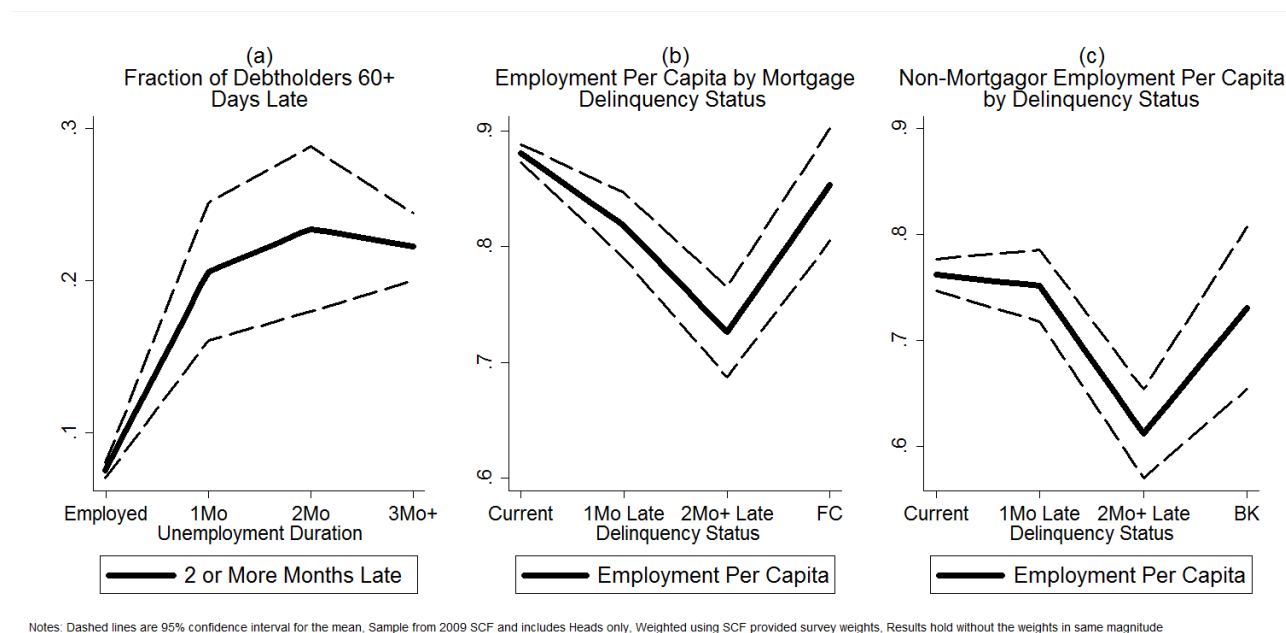 (a)
Fraction of Debtholders 60+
Days Late
.3
.2
.1
Employed 1Mo 2Mo 3Mo+
Unemployment Duration
2 or More Months Late
(b)
Employment Per Capita by Mortgage
Delinquency Status
.9
.8
.7
.6
Current 1Mo Late 2Mo+ Late FC
Delinquency Status
Employment Per Capita
(c)
Non-Mortgagor Employment Per Capita
by Delinquency Status
.9
.8
.7
.6
Current 1Mo Late 2Mo+ Late BK
Delinquency Status
Employment Per Capita
Notes: Dashed lines are 95% confidence interval for the mean, Sample from 2009 SCF and includes Heads only, Weighted using SCF provided survey weights, Results hold without the weights in same magnitude